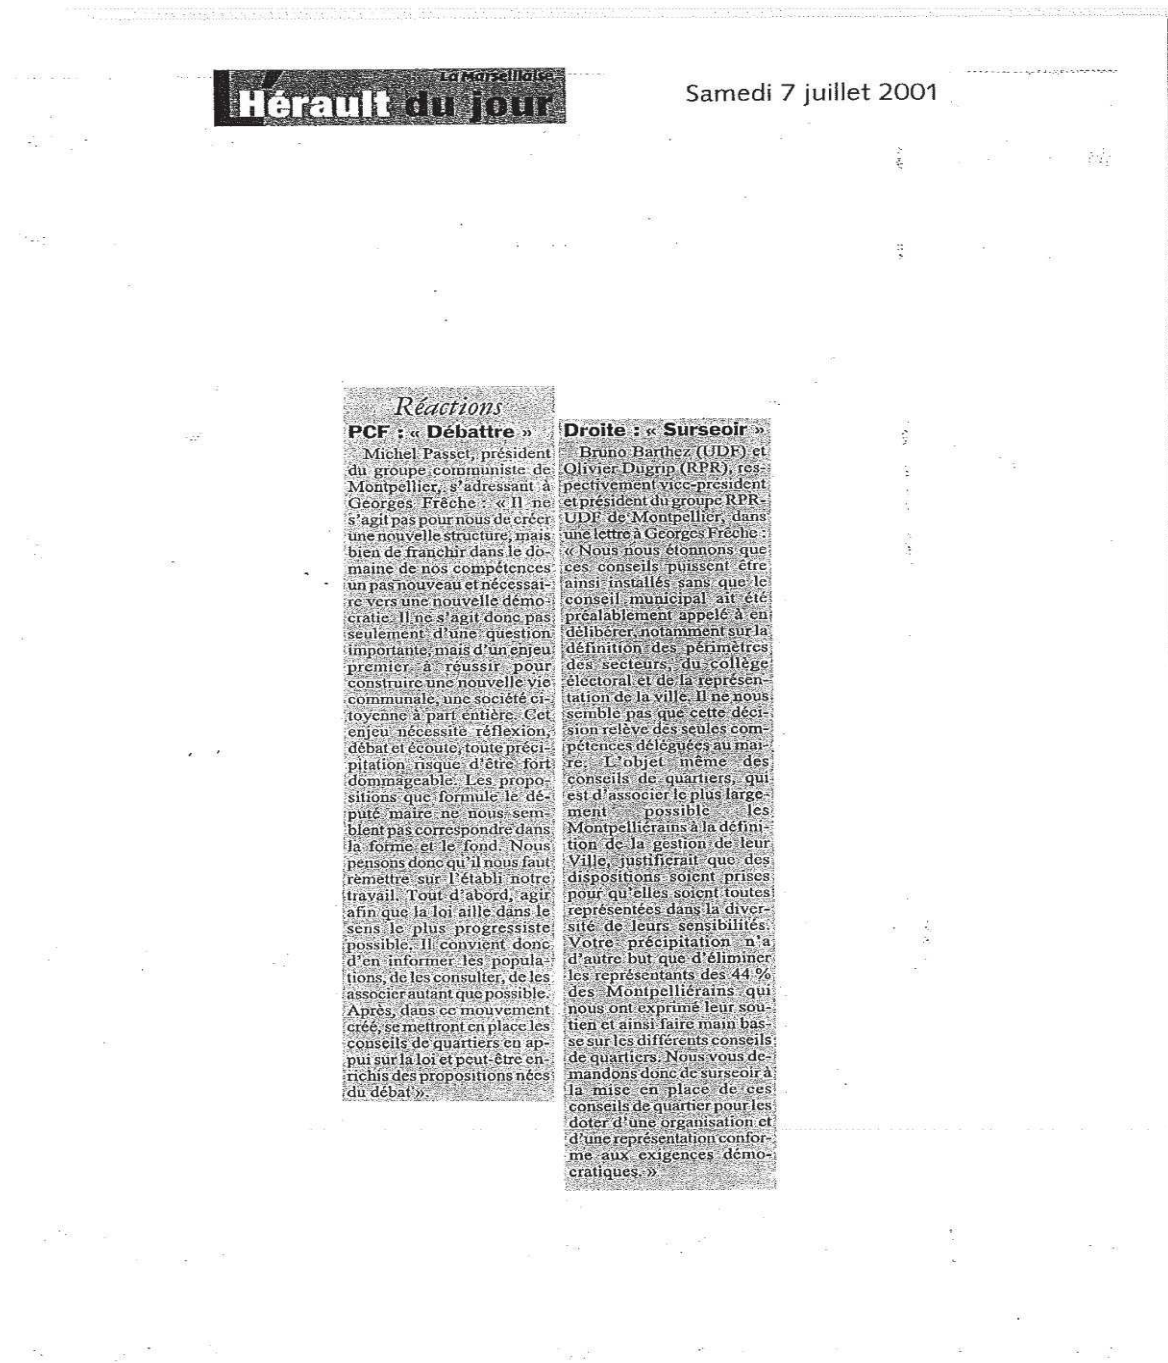 La Marseillaise
L'Hérault du jour
Samedi 7 juillet 2001
Réactions
PCF : « Débattre »
Michel Passet, président
du groupe communiste de
Montpellier, s'adressant à
Georges Frêche : « Il ne
s'agit pas pour nous de créer
une nouvelle structure, mais
bien de franchir dans le do-
maine de nos compétences
un pas nouveau et nécessai-
re vers une nouvelle démo-
cratie. Il ne s'agit donc pas
seulement d'une question
importante, mais d'un enjeu
premier à réussir pour
construire une nouvelle vie
communale, une société ci-
toyenne à part entière. Cet
enjeu nécessite réflexion,
débat et écoute, toute préci-
pitation risque d'être fort
dommageable. Les propo-
sitions que formule le dé-
puté maire ne nous sem-
blent pas correspondre dans
la forme et le fond. Nous
pensons donc qu'il nous faut
remettre sur l'établi notre
travail. Tout d'abord, agir
afin que la loi aille dans le
sens le plus progressiste
possible. Il convient donc
d'en informer les popula-
tions, de les consulter, de les
associer autant que possible.
Après, dans ce mouvement
créé, se mettront en place les
conseils de quartiers en ap-
pui sur la loi et peut-être en-
richis des propositions nées
du débat ».
Droite : « Surseoir »
Bruno Barthez (UDF) et
Olivier Dugrip (RPR), res-
pectivement vice-president
et président du groupe RPR-
UDF de Montpellier, dans
une lettre à Georges Frêche :
« Nous nous étonnons que
ces conseils puissent être
ainsi installés sans que le
conseil municipal ait été
préalablement appelé à en
délibérer, notamment sur la
définition des périmètres
des secteurs, du collège
électoral et de la représen-
tation de la ville. Il ne nous
semble pas que cette déci-
sion relève des seules com-
pétences déléguées au mai-
re. L'objet même des
conseils de quartiers, qui
est d'associer le plus large-
ment possible les
Montpelliérains à la défini-
tion de la gestion de leur
Ville, justifierait que des
dispositions soient prises
pour qu'elles soient toutes
représentées dans la diver-
sité de leurs sensibilités.
Votre précipitation n'a
d'autre but que d'éliminer
les représentants des 44 %
des Montpelliérains qui
nous ont exprimé leur sou-
tien et ainsi faire main bas-
se sur les différents conseils
de quartiers. Nous vous de-
mandons donc de surseoir à
la mise en place de ces
conseils de quartier pour les
doter d'une organisation et
d'une représentation confor-
me aux exigences démo-
cratiques. »